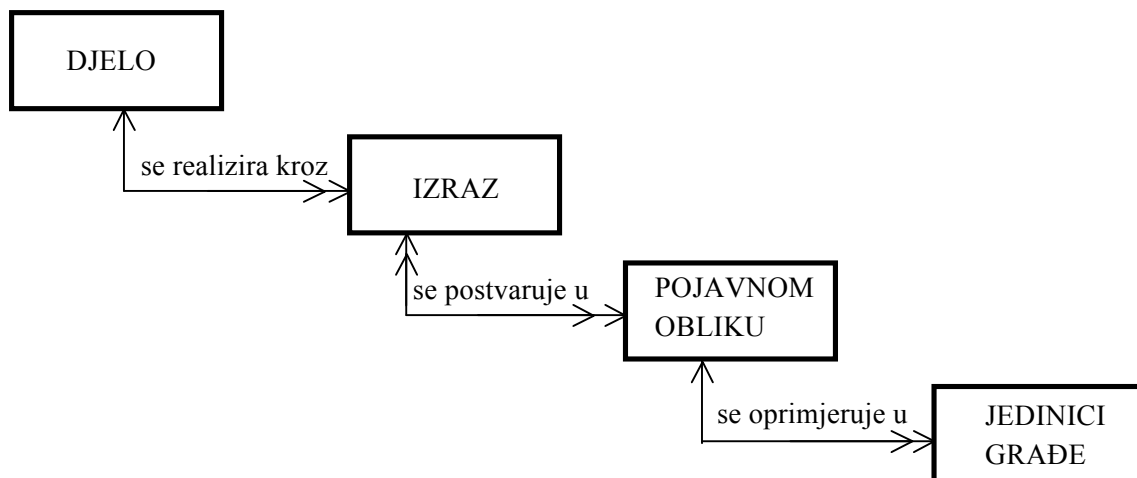 DJELO
se realizira kroz
IZRAZ
se postvaruje u
POJAVNOM
OBLIKU
se oprimjeruje u
JEDINICI
GRAĐE